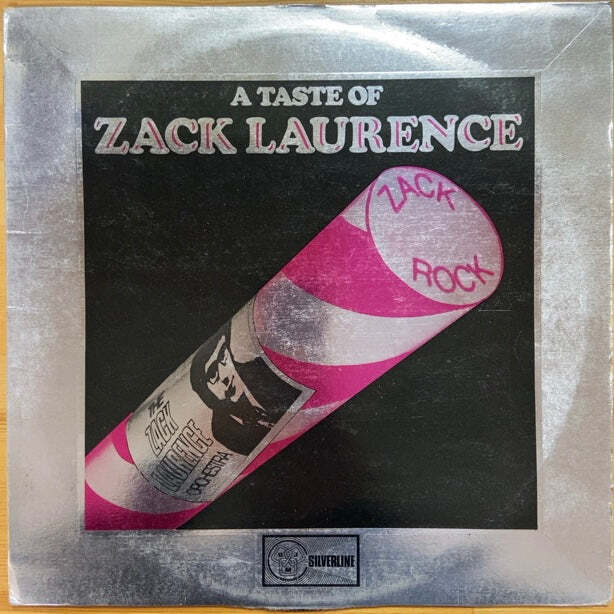 A TASTE OF
ZACK LAURENCE
ZACK
ROCK
THE
ZACK
LAURENCE
ORCHESTRA
SILVERLINE